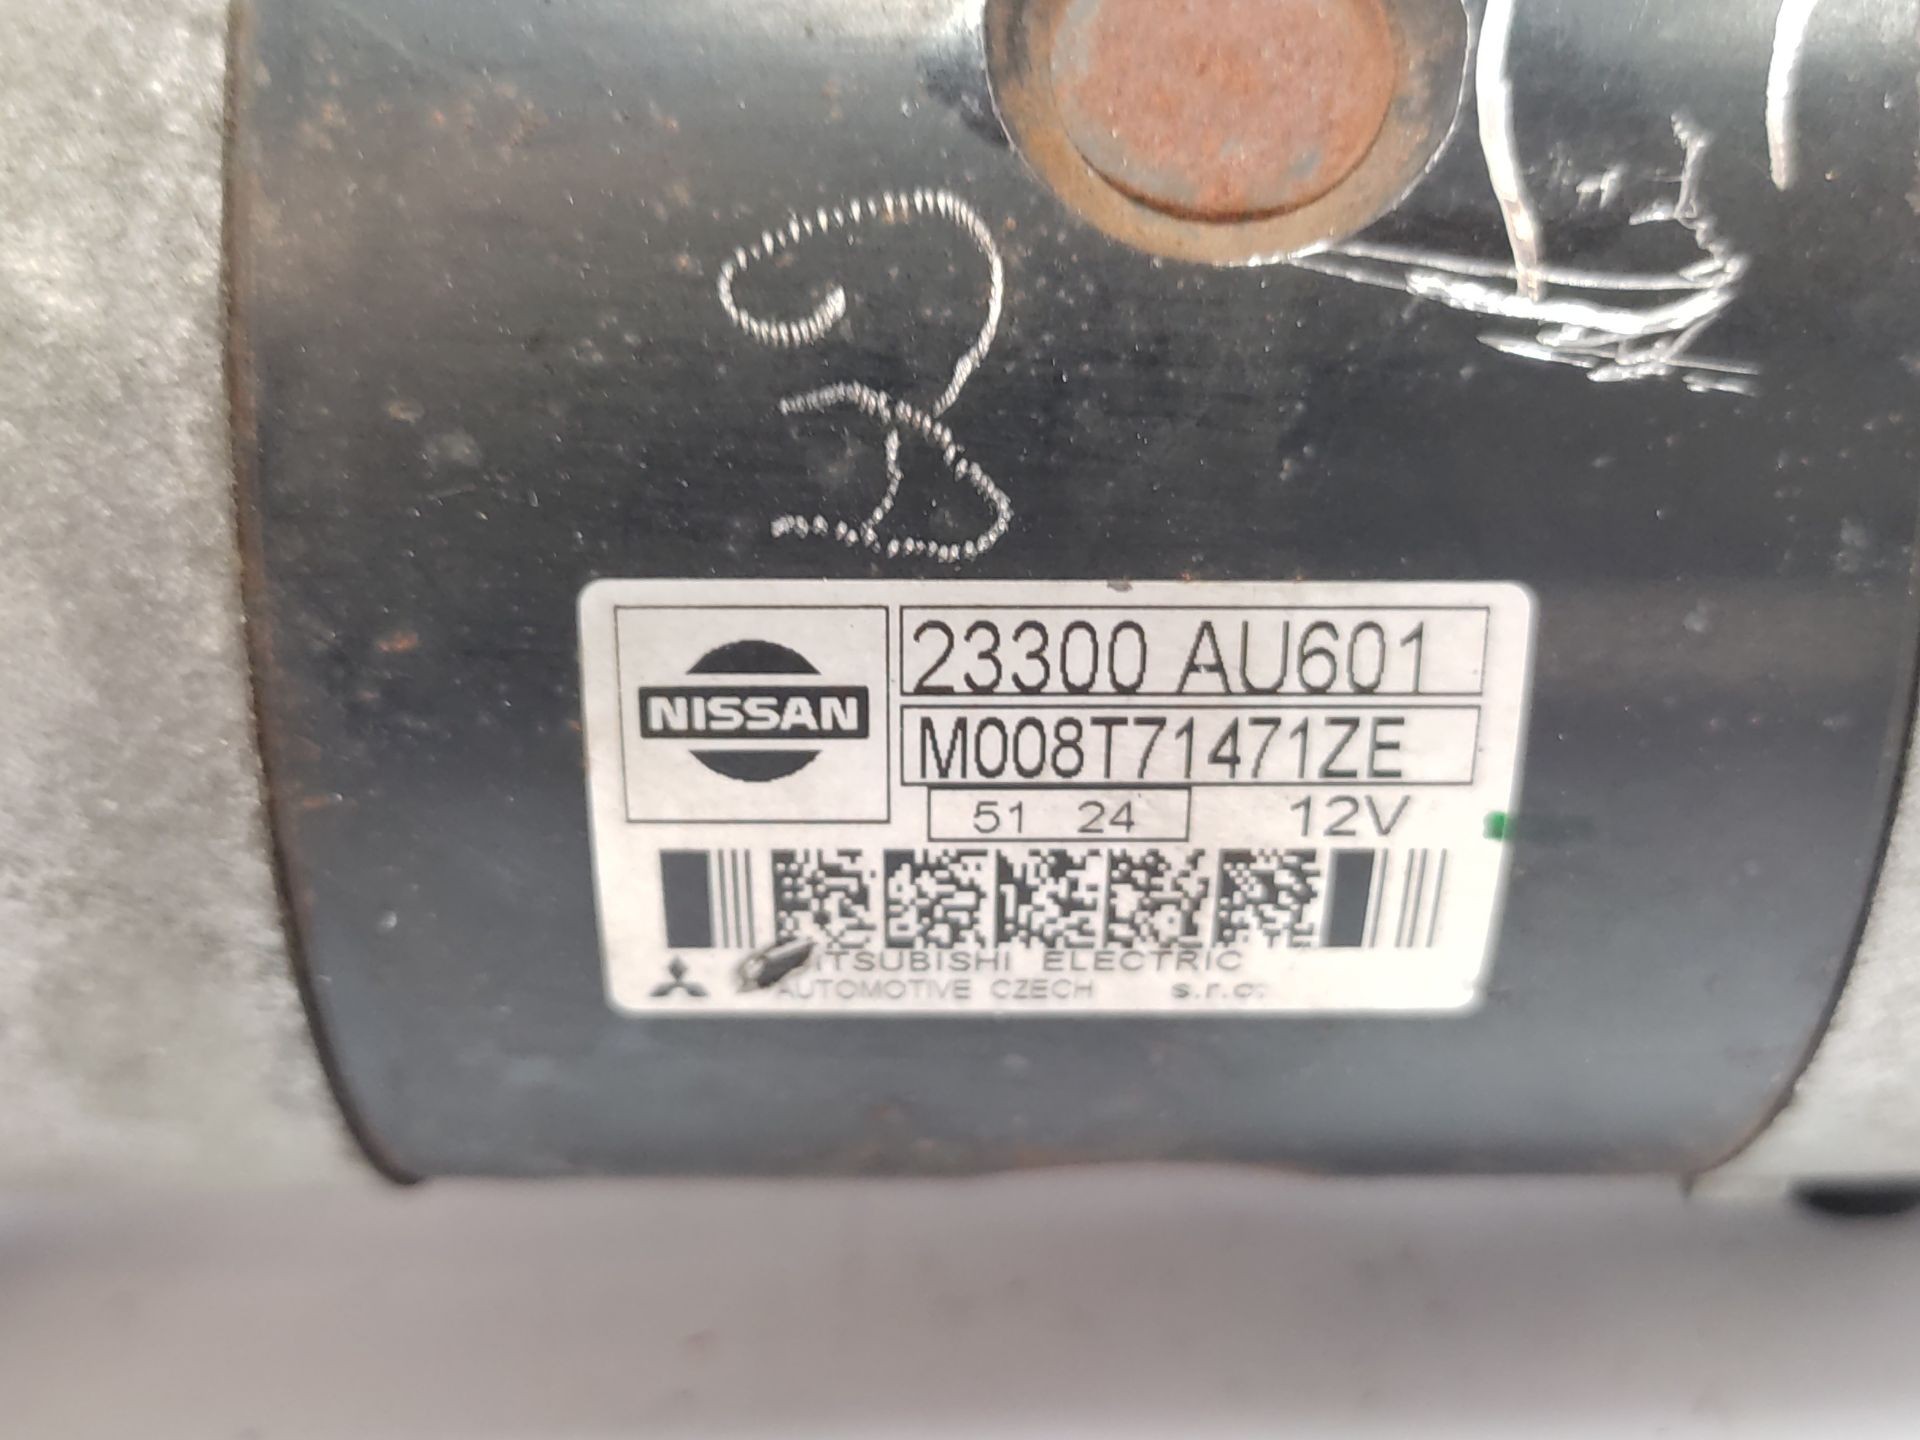 NISSAN
23300 AU601
M008T71471ZE
51 24
12V
ITSUBISHI ELECTRIC
AUTOMOTIVE CZECH s.r.o.